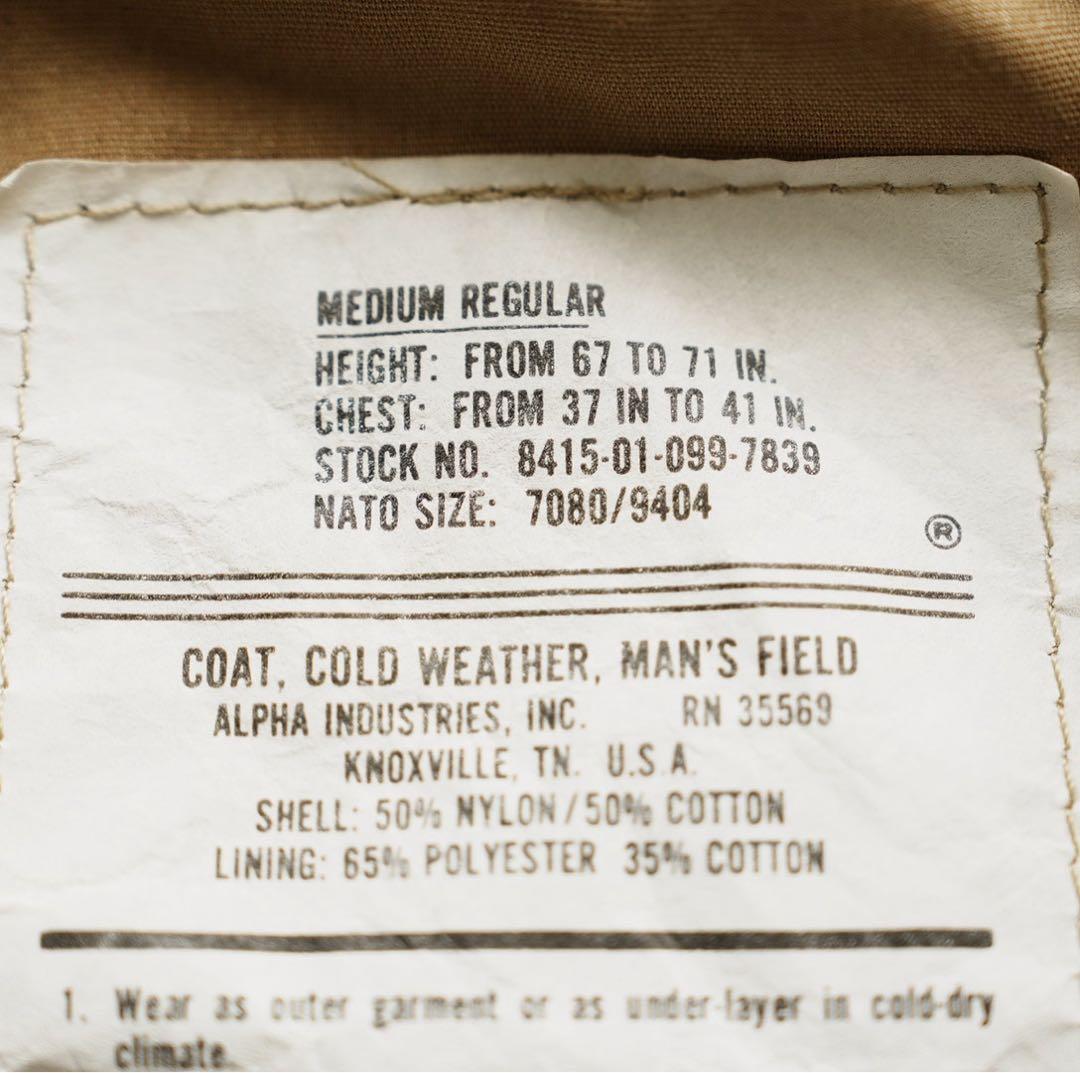 MEDIUM REGULAR
HEIGHT: FROM 67 TO 71 IN.
CHEST: FROM 37 IN TO 41 IN.
STOCK NO. 8415-01-099-7839
NATO SIZE: 7080/9404
®
COAT, COLD WEATHER, MAN'S FIELD
ALPHA INDUSTRIES, INC. RN 35569
KNOXVILLE, TN. U.S.A.
SHELL: 50% NYLON/50% COTTON
LINING: 65% POLYESTER 35% COTTON
1. Wear as outer garment or as under-layer in cold-dry
climate.